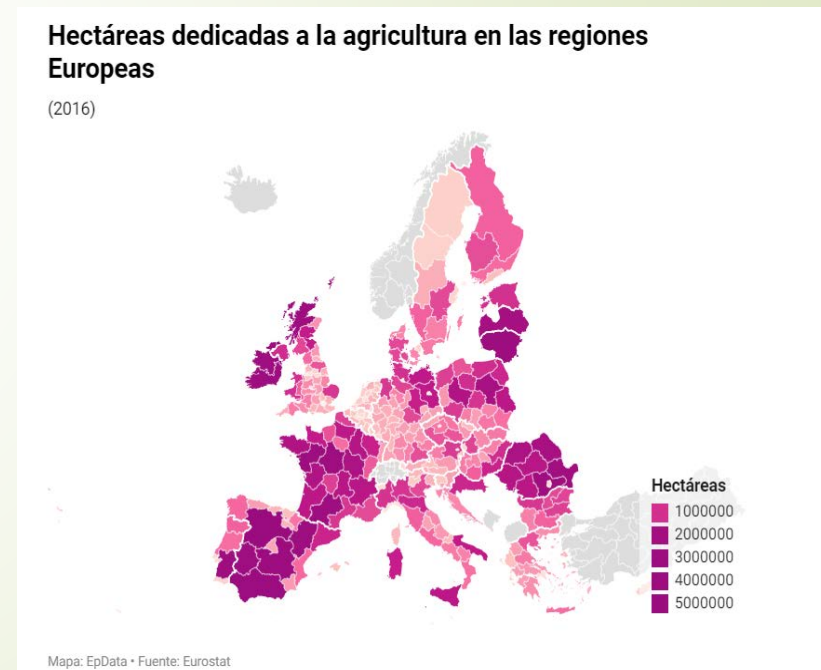 Hectáreas dedicadas a la agricultura en las regiones
Europeas
(2016)
Hectáreas
1000000
2000000
3000000
4000000
5000000
Mapa: EpData • Fuente: Eurostat